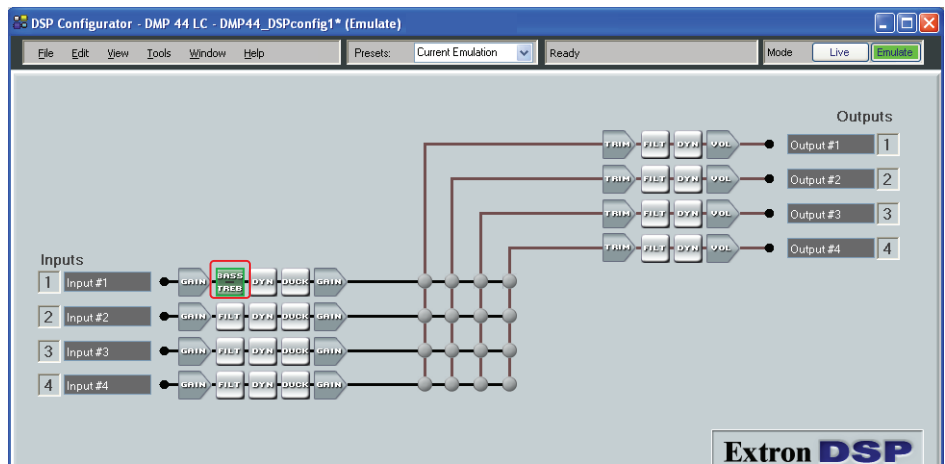 DSP Configurator - DMP 44 LC - DMP44_DSPconfig1* (Emulate)
File Edit View Tools Window Help Presets: Current Emulation Ready Mode Live Emulate
Outputs
TRIM FILT DYN VOL Output #1 1
TRIM FILT DYN VOL Output #2 2
TRIM FILT DYN VOL Output #3 3
TRIM FILT DYN VOL Output #4 4
Inputs
1 Input #1 GAIN BASS TREB DYN DUCK GAIN
2 Input #2 GAIN FILT DYN DUCK GAIN
3 Input #3 GAIN FILT DYN DUCK GAIN
4 Input #4 GAIN FILT DYN DUCK GAIN
Extron DSP